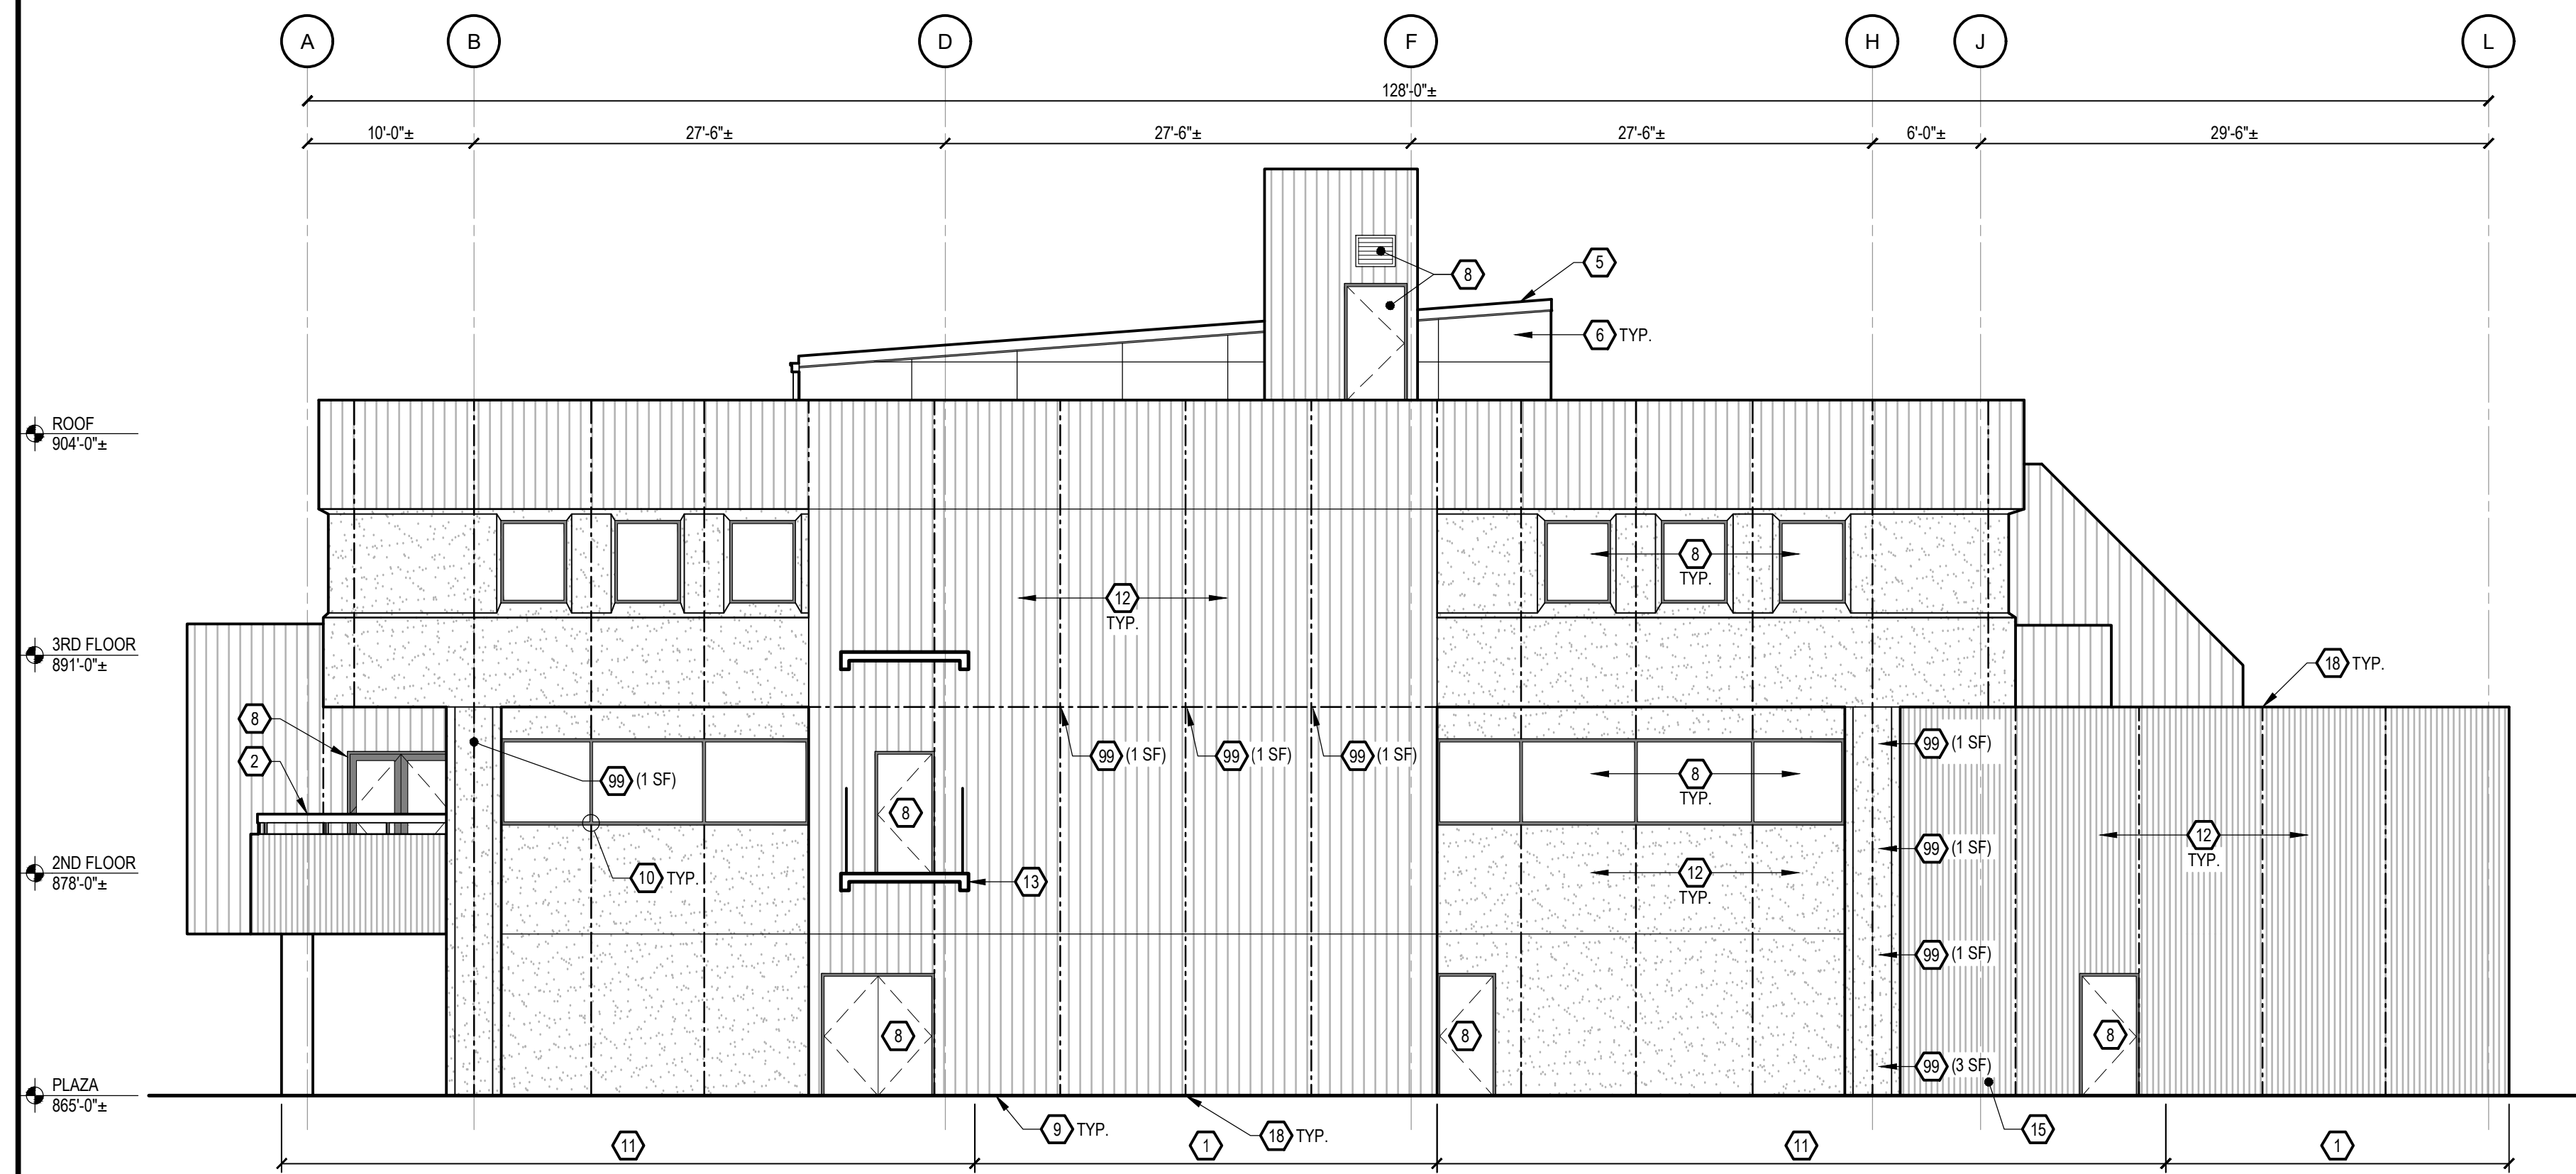 A B D F H J L
128'-0"±
10'-0"± 27'-6"± 27'-6"± 27'-6"± 6'-0"± 29'-6"±
5
8
6 TYP.
ROOF
904'-0"±
8
TYP.
12
TYP.
3RD FLOOR
891'-0"±
18 TYP.
8
2
99 (1 SF)
99 (1 SF) 99 (1 SF) 99 (1 SF)
8
TYP.
99 (1 SF)
8
12
TYP.
99 (1 SF)
2ND FLOOR
878'-0"±
10 TYP.
13
12
TYP.
99 (1 SF)
8
8
8
99 (3 SF)
PLAZA
865'-0"±
9 TYP.
18 TYP.
15
11 1 11 1